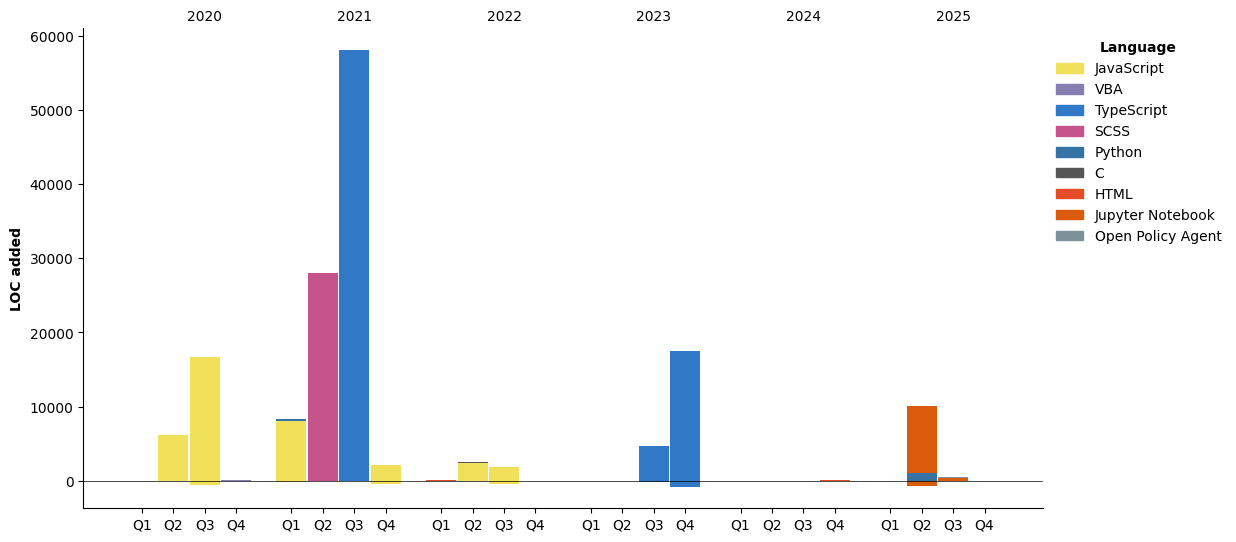 2020 2021 2022 2023 2024 2025
60000
50000
40000
30000
20000
10000
0
LOC added
Q1 Q2 Q3 Q4 Q1 Q2 Q3 Q4 Q1 Q2 Q3 Q4 Q1 Q2 Q3 Q4 Q1 Q2 Q3 Q4 Q1 Q2 Q3 Q4
Language
JavaScript
VBA
TypeScript
SCSS
Python
C
HTML
Jupyter Notebook
Open Policy Agent